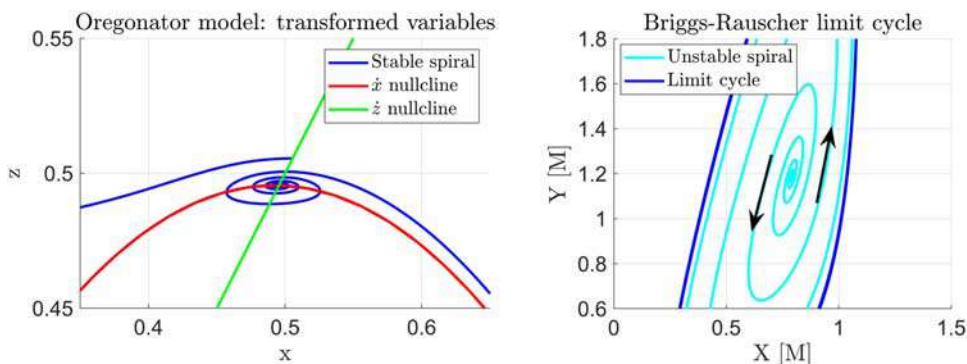 Oregonator model: transformed variables
0.55
0.5
0.45
z
Stable spiral
ẋ nullcline
ż nullcline
0.4
0.5
0.6
x
Briggs-Rauscher limit cycle
1.8
1.6
1.4
1.2
1
0.8
0.6
Y [M]
Unstable spiral
Limit cycle
0
0.5
1
1.5
X [M]